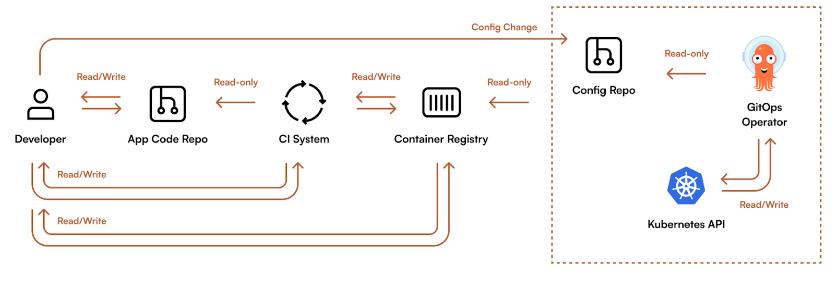 Config Change
Read/Write
Read-only
Read/Write
Read-only
Read-only
Config Repo
GitOps
Operator
Developer
App Code Repo
CI System
Container Registry
Read/Write
Read/Write
Kubernetes API
Read/Write